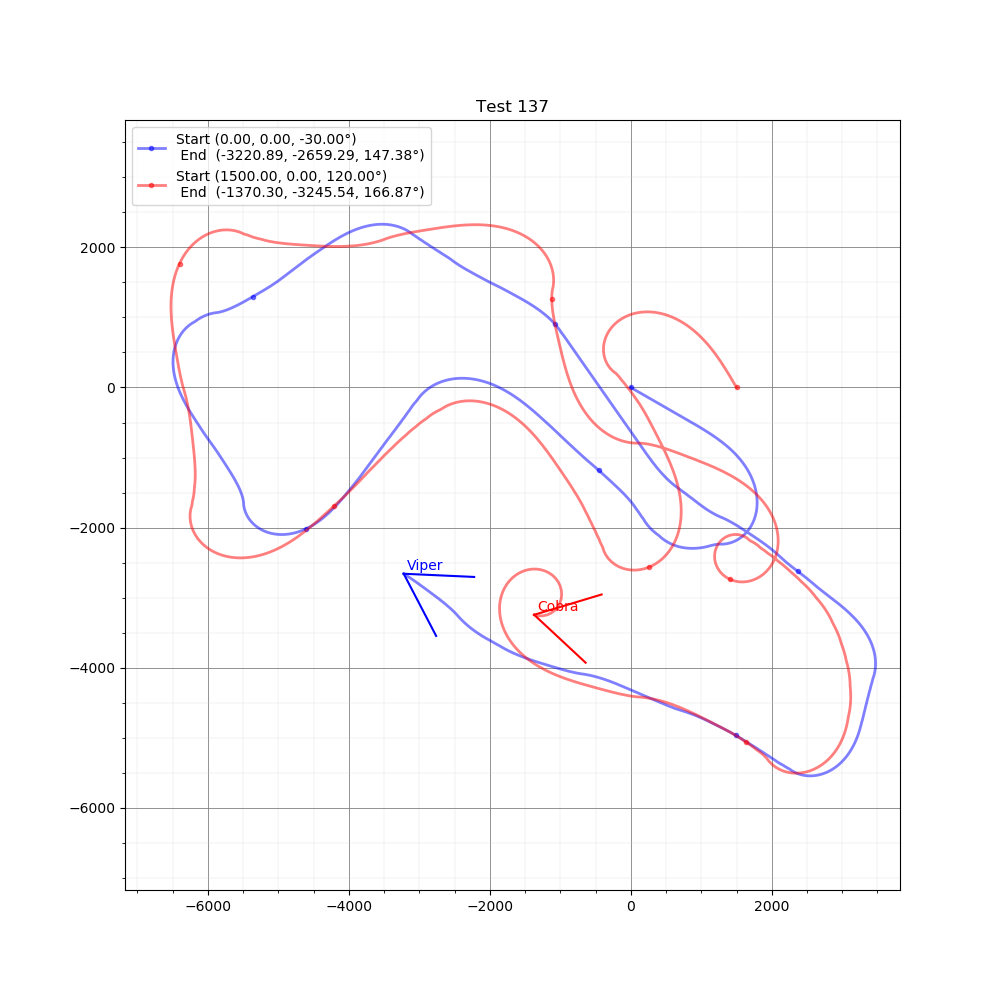 Test 137
Start (0.00, 0.00, -30.00°)
End  (-3220.89, -2659.29, 147.38°)
Start (1500.00, 0.00, 120.00°)
End  (-1370.30, -3245.54, 166.87°)
2000
0
−2000
−4000
−6000
Viper
Cobra
−6000
−4000
−2000
0
2000